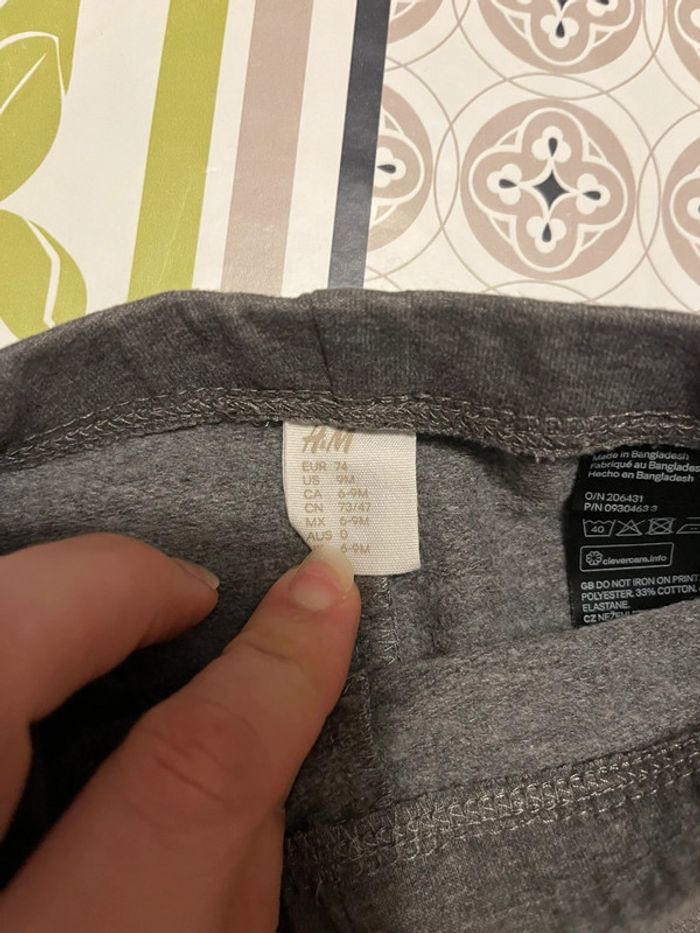 H&M
EUR 74
US 9M
CA 6-9M
CN 73/47
MX 6-9M
AUS 0
6-9M
Made in Bangladesh
Fabriqué au Bangladesh
Hecho en Bangladesh
O/N 206431
P/N
40
clevercare.info
GB DO NOT IRON ON PRINT
POLYESTER, 33% COTTON,
ELASTANE.
CZ